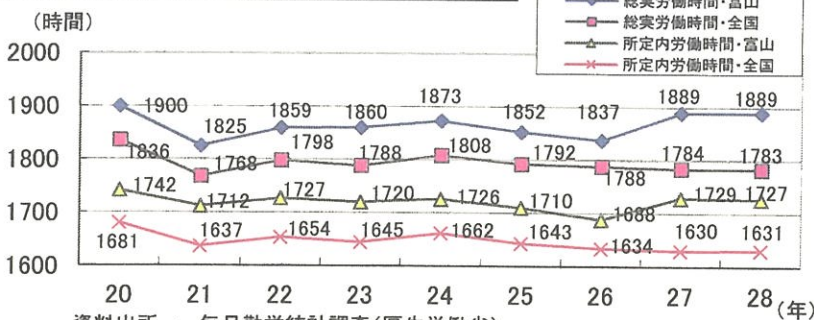 総実労働時間・富山
総実労働時間・全国
所定内労働時間・富山
所定内労働時間・全国
（時間）
2000
1900
1800
1700
1600
1900 1825 1859 1860 1873 1852 1837 1889 1889
1836 1768 1798 1788 1808 1792 1788 1784 1783
1742 1712 1727 1720 1726 1710 1688 1729 1727
1681 1637 1654 1645 1662 1643 1634 1630 1631
20 21 22 23 24 25 26 27 28 (年)
資料出所 毎月勤労統計調査(厚生労働省)